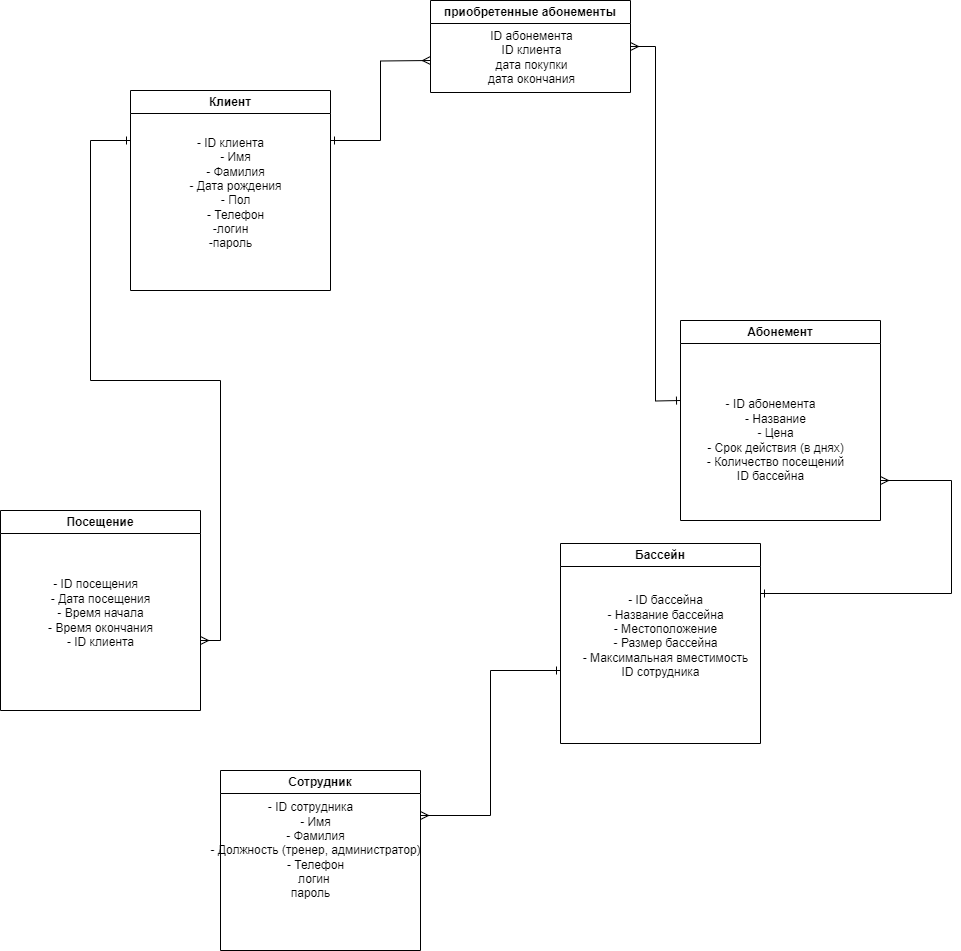 приобретенные абонементы
ID абонемента
ID клиента
дата покупки
дата окончания
Клиент
- ID клиента
- Имя
- Фамилия
- Дата рождения
- Пол
- Телефон
-логин
-пароль
Абонемент
- ID абонемента
- Название
- Цена
- Срок действия (в днях)
- Количество посещений
ID бассейна
Посещение
- ID посещения
- Дата посещения
- Время начала
- Время окончания
- ID клиента
Бассейн
- ID бассейна
- Название бассейна
- Местоположение
- Размер бассейна
- Максимальная вместимость
ID сотрудника
Сотрудник
- ID сотрудника
- Имя
- Фамилия
- Должность (тренер, администратор)
- Телефон
логин
пароль